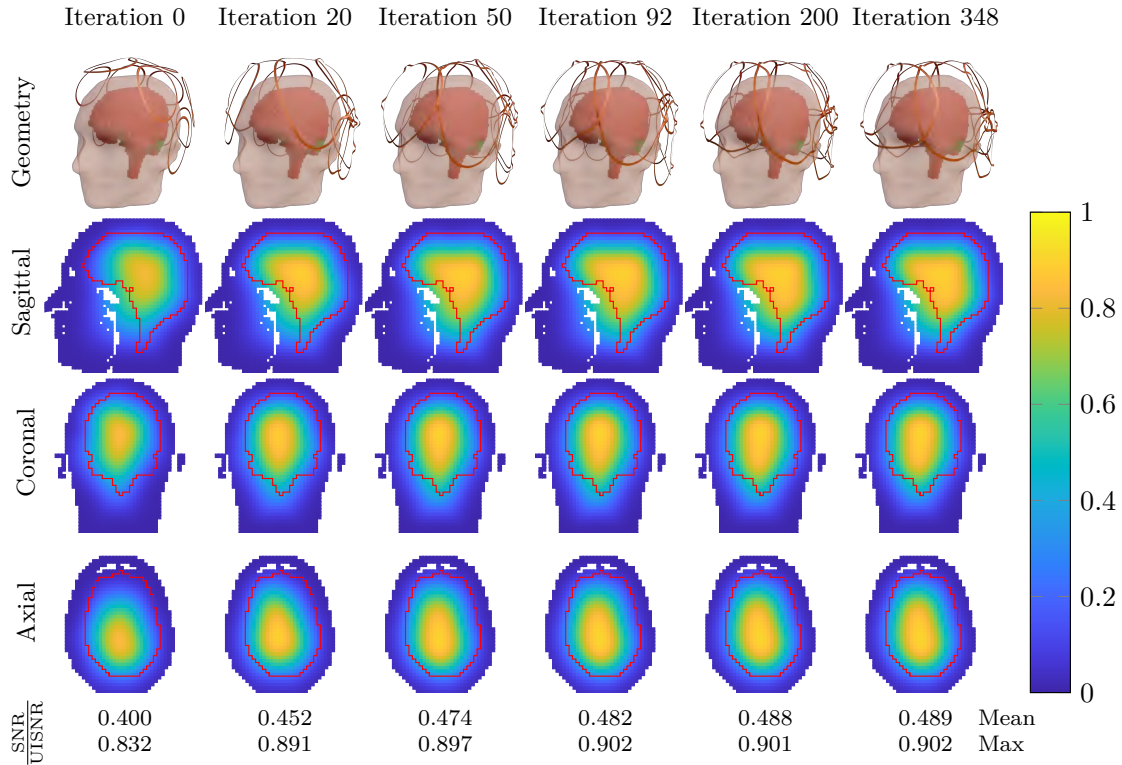 Iteration 0 Iteration 20 Iteration 50 Iteration 92 Iteration 200 Iteration 348
Geometry
Sagittal
Coronal
Axial
1
0.8
0.6
0.4
0.2
0
SNR
UISNR
0.400 0.452 0.474 0.482 0.488 0.489 Mean
0.832 0.891 0.897 0.902 0.901 0.902 Max